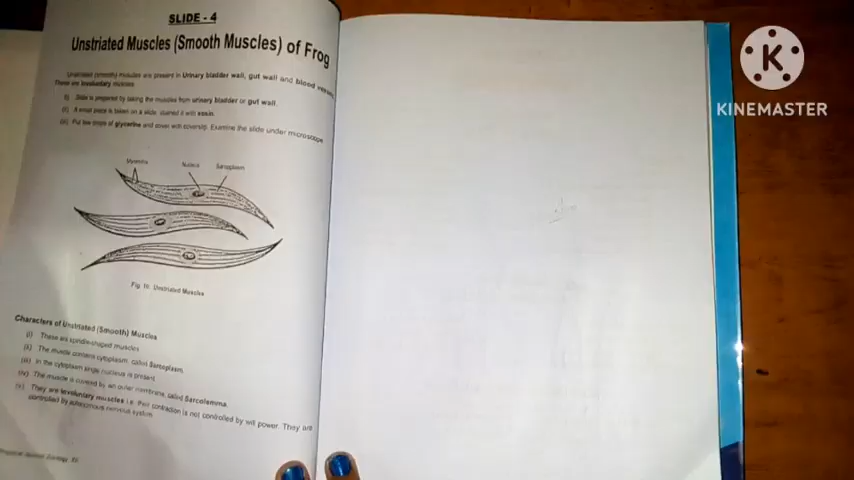 SLIDE - 4
Unstriated Muscles (Smooth Muscles) of Frog
Unstriated (smooth) muscles are present in Urinary bladder wall, gut wall and blood vessels.
These are involuntary muscles.
(i) Slide is prepared by taking the muscles from urinary bladder or gut wall.
(ii) A small piece is taken on a slide, stained it with eosin.
(iii) Put few drops of glycerine and cover with coverslip. Examine the slide under microscope.
Nucleus Sarcoplasm
Unstriated Muscles
Characters of Unstriated (Smooth) Muscles
(i) These are spindle-shaped muscles.
(ii) The muscle contains cytoplasm, called Sarcoplasm.
(iii) In the cytoplasm single nucleus is present.
(iv) The muscle is covered by an outer membrane, called Sarcolemma.
(v) They are involuntary muscles i.e. their contraction is not controlled by will power. They are
controlled by autonomous nervous system.
KINEMASTER